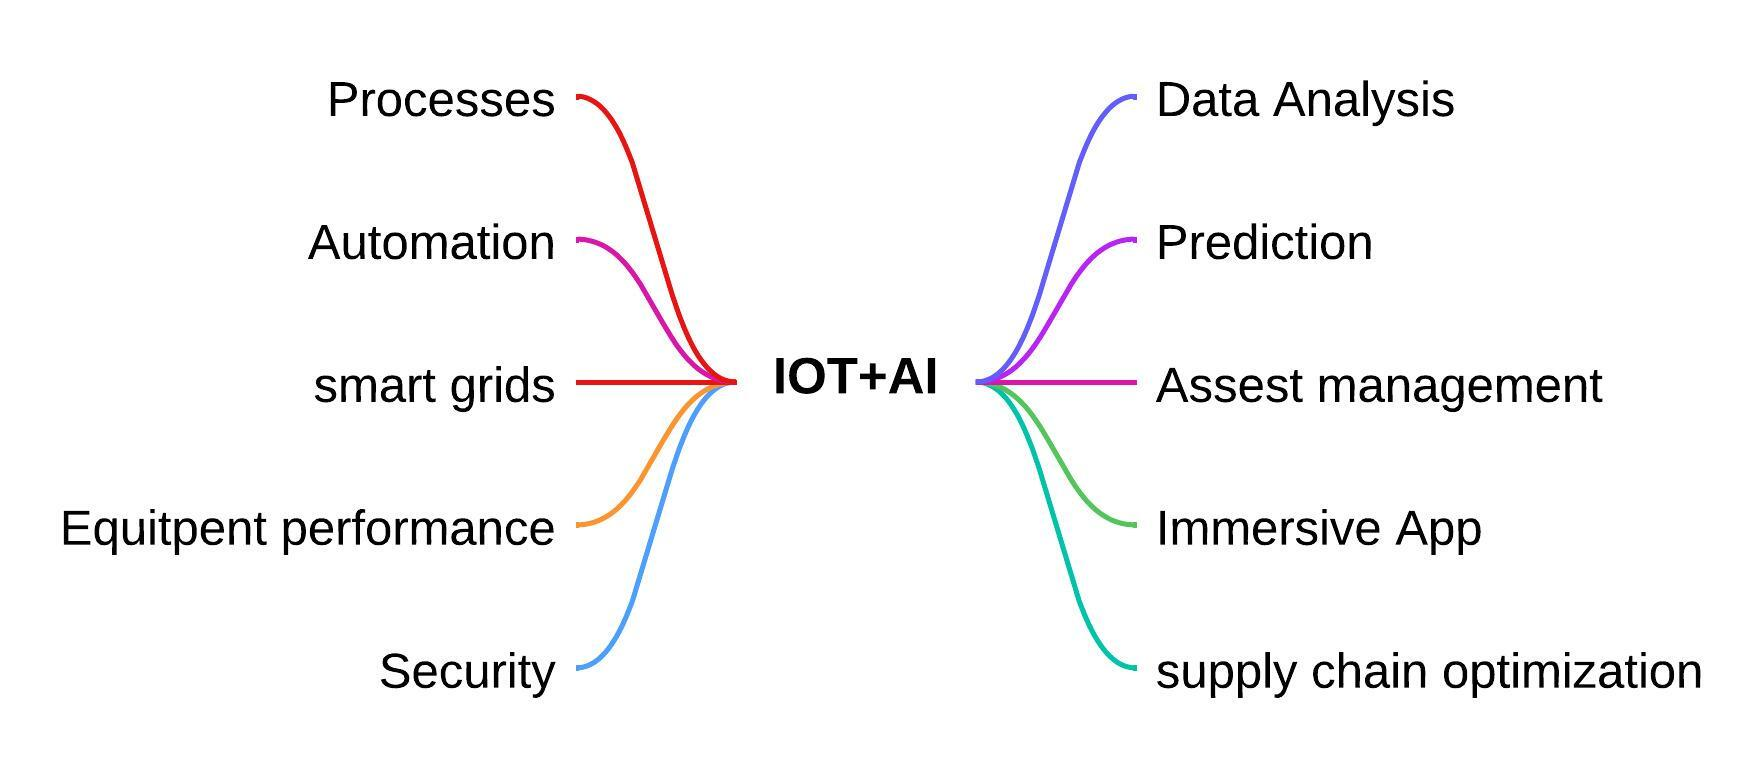 Processes
Automation
smart grids
Equitpent performance
Security
IOT+AI
Data Analysis
Prediction
Assest management
Immersive App
supply chain optimization